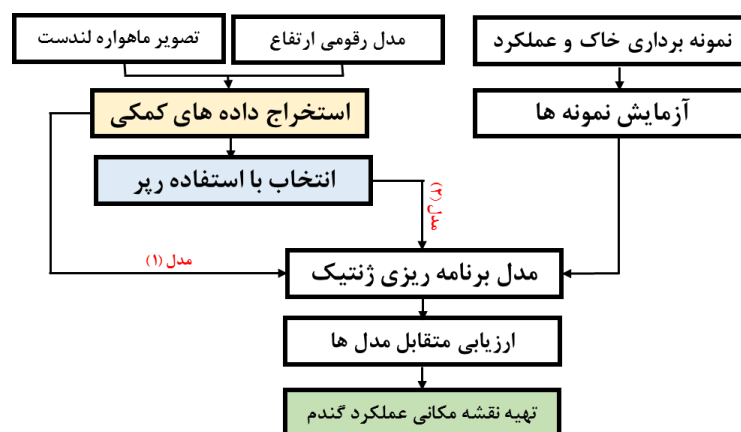 نمونه برداری خاک و عملکرد
مدل رقومی ارتفاع
تصویر ماهواره لندست
آزمایش نمونه ها
استخراج داده های کمکی
انتخاب با استفاده رپر
مدل (۲)
مدل (۱)
مدل برنامه ریزی ژنتیک
ارزیابی متقابل مدل ها
تهیه نقشه مکانی عملکرد گندم